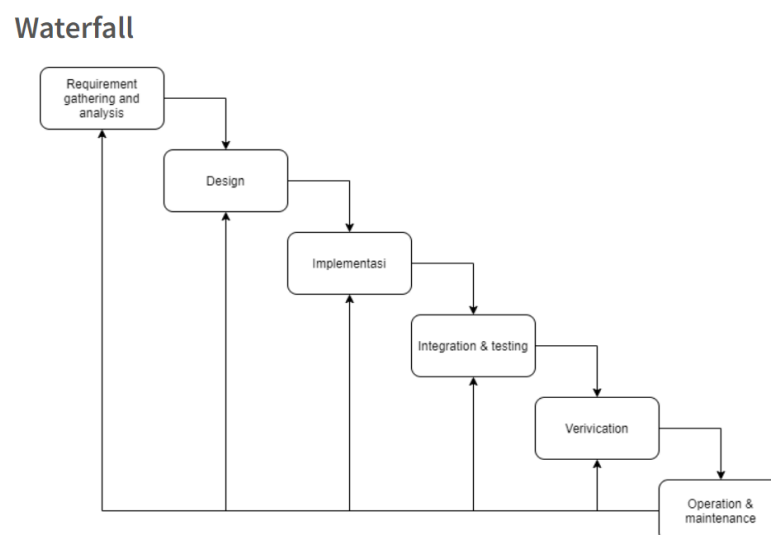 Waterfall
Requirement
gathering and
analysis
Design
Implementasi
Integration & testing
Verivication
Operation &
maintenance